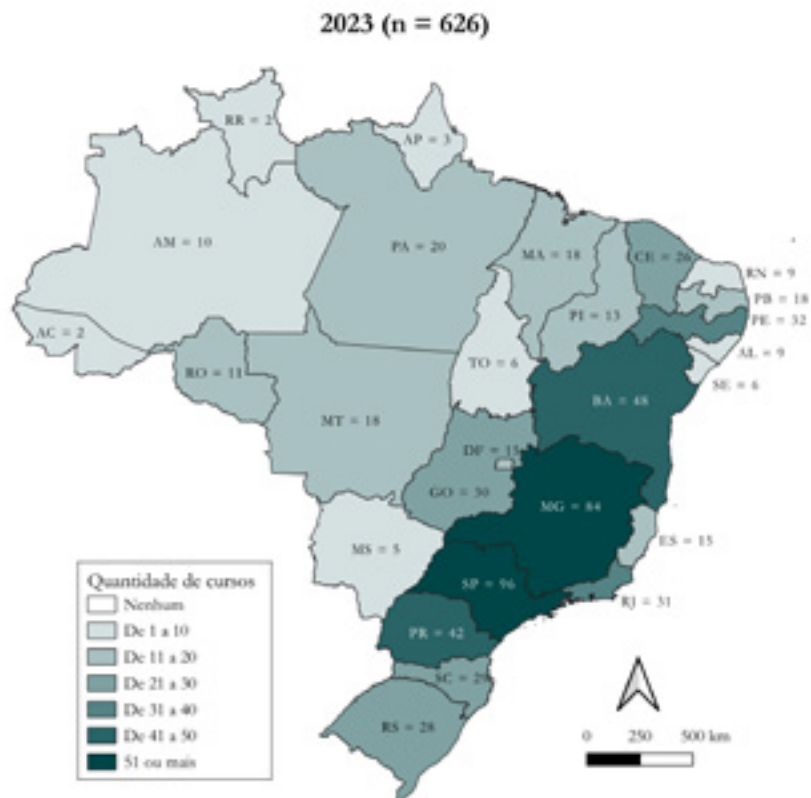 2023 (n = 626)
RR = 2
AP = 3
AM = 10
PA = 20
MA = 18
CE = 26
RN = 9
PB = 18
PI = 13
PE = 32
AC = 2
AL = 9
TO = 6
RO = 11
SE = 6
BA = 48
MT = 18
DF = 15
GO = 30
MG = 84
ES = 15
MS = 5
SP = 96
RJ = 31
PR = 42
SC = 29
RS = 28
Quantidade de cursos
Nenhum
De 1 a 10
De 11 a 20
De 21 a 30
De 31 a 40
De 41 a 50
51 ou mais
0 250 500 km